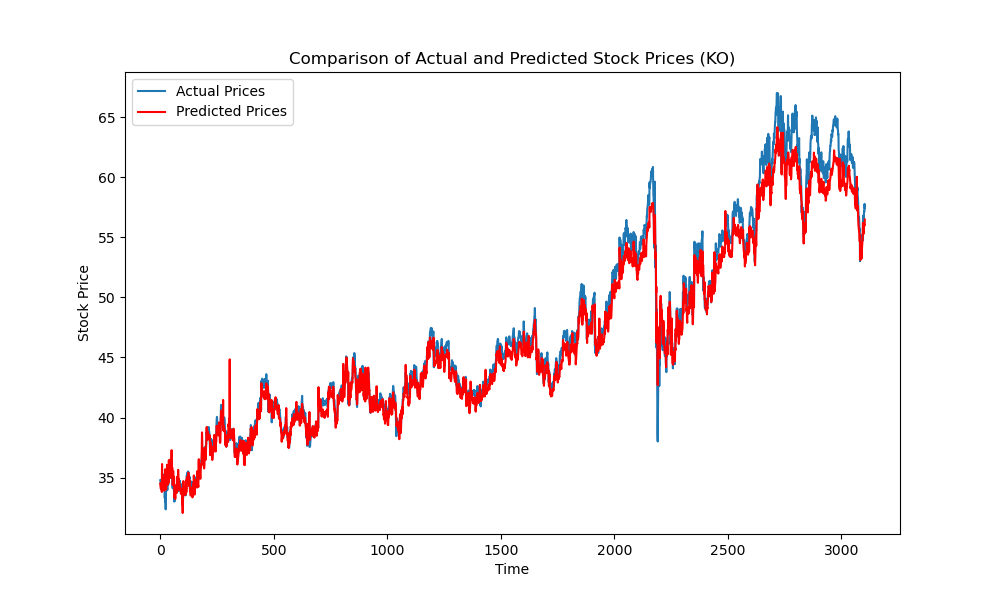 Comparison of Actual and Predicted Stock Prices (KO)
Actual Prices
Predicted Prices
65
60
55
50
45
40
35
Stock Price
0 500 1000 1500 2000 2500 3000
Time